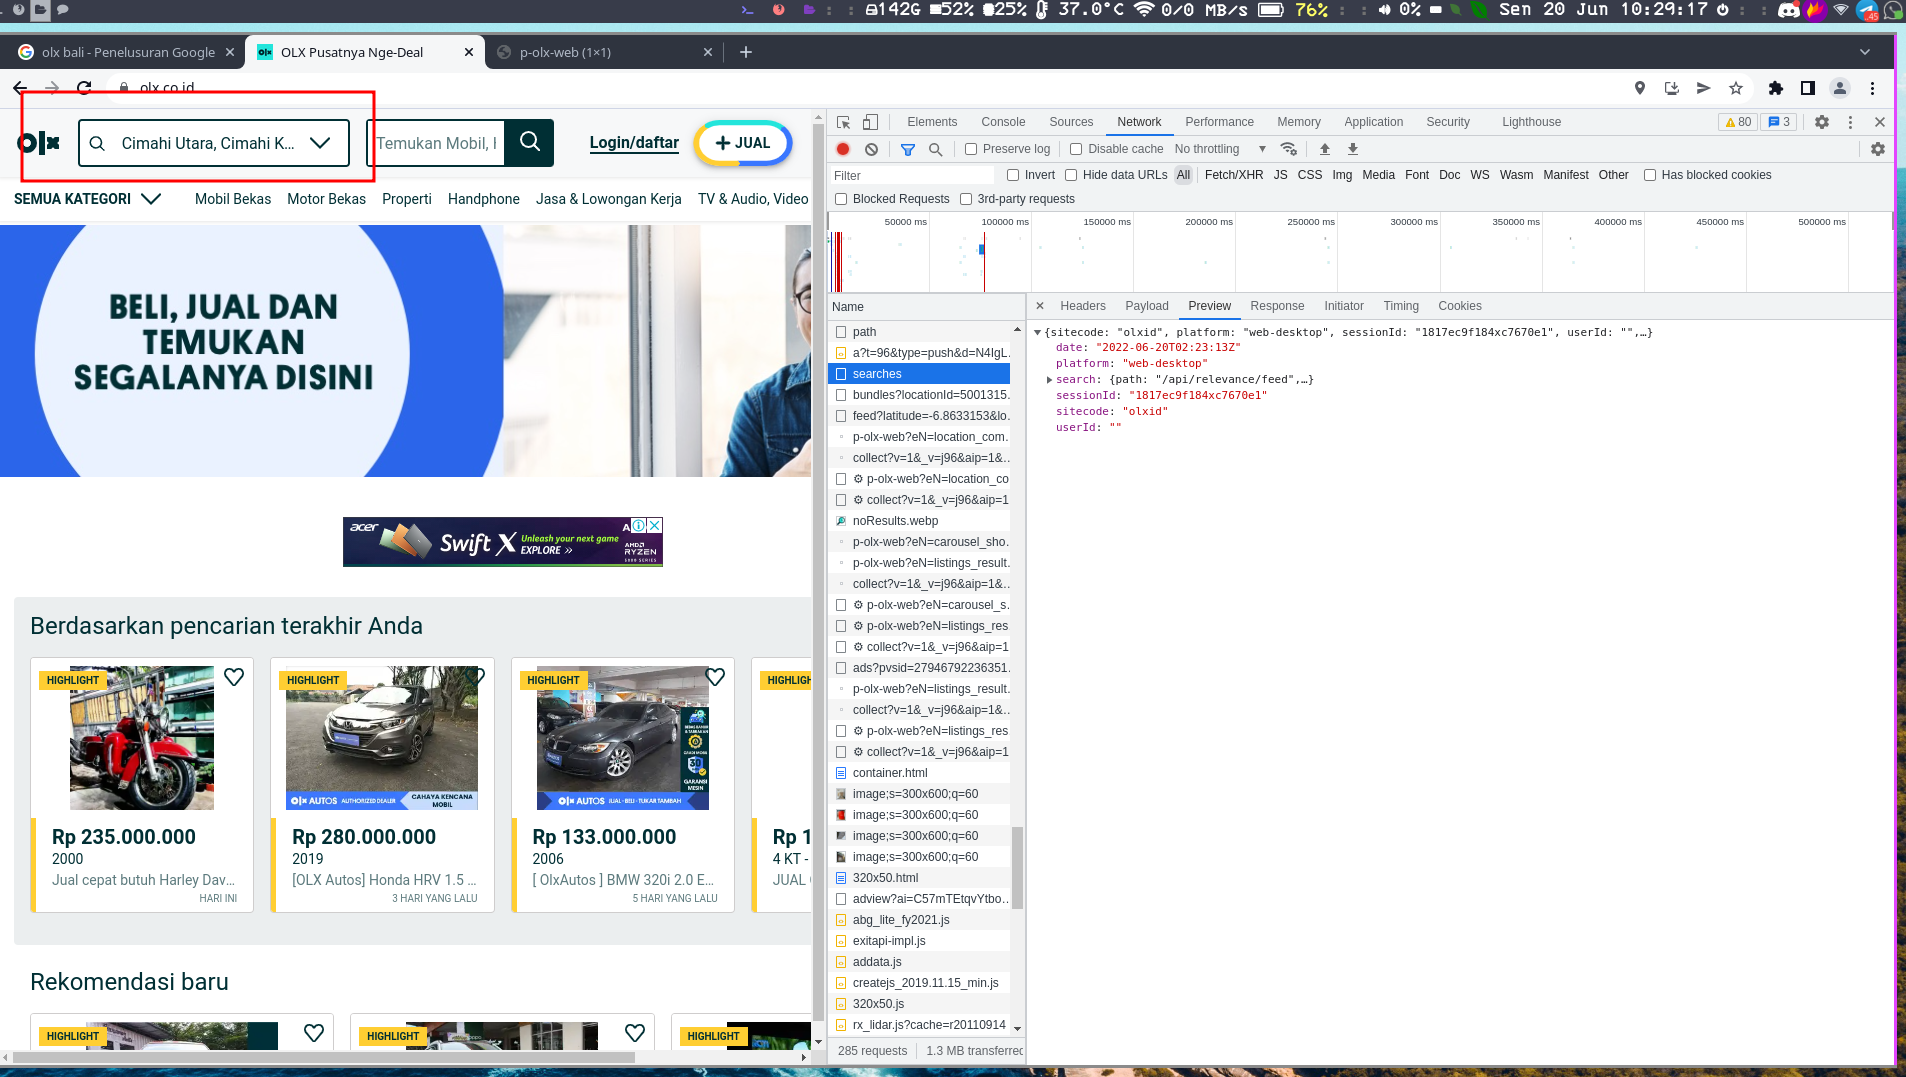 142G 52% 25% 37.0°C 0/0 MB/s 76% 0% Sen 20 Jun 10:29:17
olx bali - Penelusuran Google
OLX Pusatnya Nge-Deal
p-olx-web (1×1)
olx.co.id
olx
Cimahi Utara, Cimahi K...
Temukan Mobil, H
Login/daftar
+ JUAL
SEMUA KATEGORI
Mobil Bekas Motor Bekas Properti Handphone Jasa & Lowongan Kerja TV & Audio, Video
BELI, JUAL DAN
TEMUKAN
SEGALANYA DISINI
acer
Swift X
Unleash your next game
EXPLORE »
AMD
RYZEN
Berdasarkan pencarian terakhir Anda
HIGHLIGHT
Rp 235.000.000
2000
Jual cepat butuh Harley Dav...
HARI INI
HIGHLIGHT
OLX AUTOS AUTHORIZED DEALER
CAHAYA KENCANA
MOBIL
Rp 280.000.000
2019
[OLX Autos] Honda HRV 1.5 ...
3 HARI YANG LALU
HIGHLIGHT
GARANSI
MESIN
OLX AUTOS JUAL - BELI - TUKAR TAMBAH
Rp 133.000.000
2006
[ OlxAutos ] BMW 320i 2.0 E...
5 HARI YANG LALU
HIGHLIGH
Rp 1
4 KT -
JUAL
Rekomendasi baru
HIGHLIGHT
HIGHLIGHT
HIGHLIGHT
Elements Console Sources Network Performance Memory Application Security Lighthouse
80
3
Preserve log Disable cache No throttling
Filter
Invert Hide data URLs All Fetch/XHR JS CSS Img Media Font Doc WS Wasm Manifest Other Has blocked cookies
Blocked Requests 3rd-party requests
50000 ms 100000 ms 150000 ms 200000 ms 250000 ms 300000 ms 350000 ms 400000 ms 450000 ms 500000 ms
Name
path
a?t=96&type=push&d=N4IgL...
searches
bundles?locationId=5001315...
feed?latitude=-6.8633153&lo...
p-olx-web?eN=location_com...
collect?v=1&_v=j96&aip=1&...
p-olx-web?eN=location_co
collect?v=1&_v=j96&aip=1
noResults.webp
p-olx-web?eN=carousel_sho...
p-olx-web?eN=listings_result...
collect?v=1&_v=j96&aip=1&...
p-olx-web?eN=carousel_s...
p-olx-web?eN=listings_res
collect?v=1&_v=j96&aip=1
ads?pvsid=27946792236351...
p-olx-web?eN=listings_result...
collect?v=1&_v=j96&aip=1&...
p-olx-web?eN=listings_res
collect?v=1&_v=j96&aip=1
container.html
image;s=300x600;q=60
image;s=300x600;q=60
image;s=300x600;q=60
image;s=300x600;q=60
320x50.html
adview?ai=C57mTEtqvYtbo...
abg_lite_fy2021.js
exitapi-impl.js
addata.js
createjs_2019.11.15_min.js
320x50.js
rx_lidar.js?cache=r20110914
285 requests 1.3 MB transferred
Headers Payload Preview Response Initiator Timing Cookies
{sitecode: "olxid", platform: "web-desktop", sessionId: "1817ec9f184xc7670e1", userId: "",…}
date: "2022-06-20T02:23:13Z"
platform: "web-desktop"
search: {path: "/api/relevance/feed",…}
sessionId: "1817ec9f184xc7670e1"
sitecode: "olxid"
userId: ""